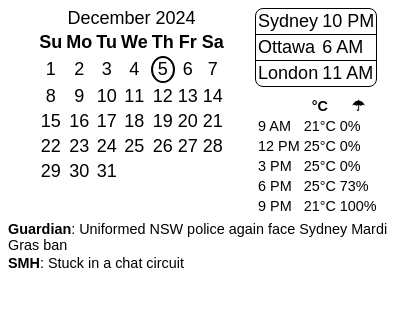 December 2024
Su Mo Tu We Th Fr Sa
1 2 3 4 5 6 7
8 9 10 11 12 13 14
15 16 17 18 19 20 21
22 23 24 25 26 27 28
29 30 31
Sydney 10 PM
Ottawa 6 AM
London 11 AM
°C ☂
9 AM 21°C 0%
12 PM 25°C 0%
3 PM 25°C 0%
6 PM 25°C 73%
9 PM 21°C 100%
Guardian: Uniformed NSW police again face Sydney Mardi
Gras ban
SMH: Stuck in a chat circuit